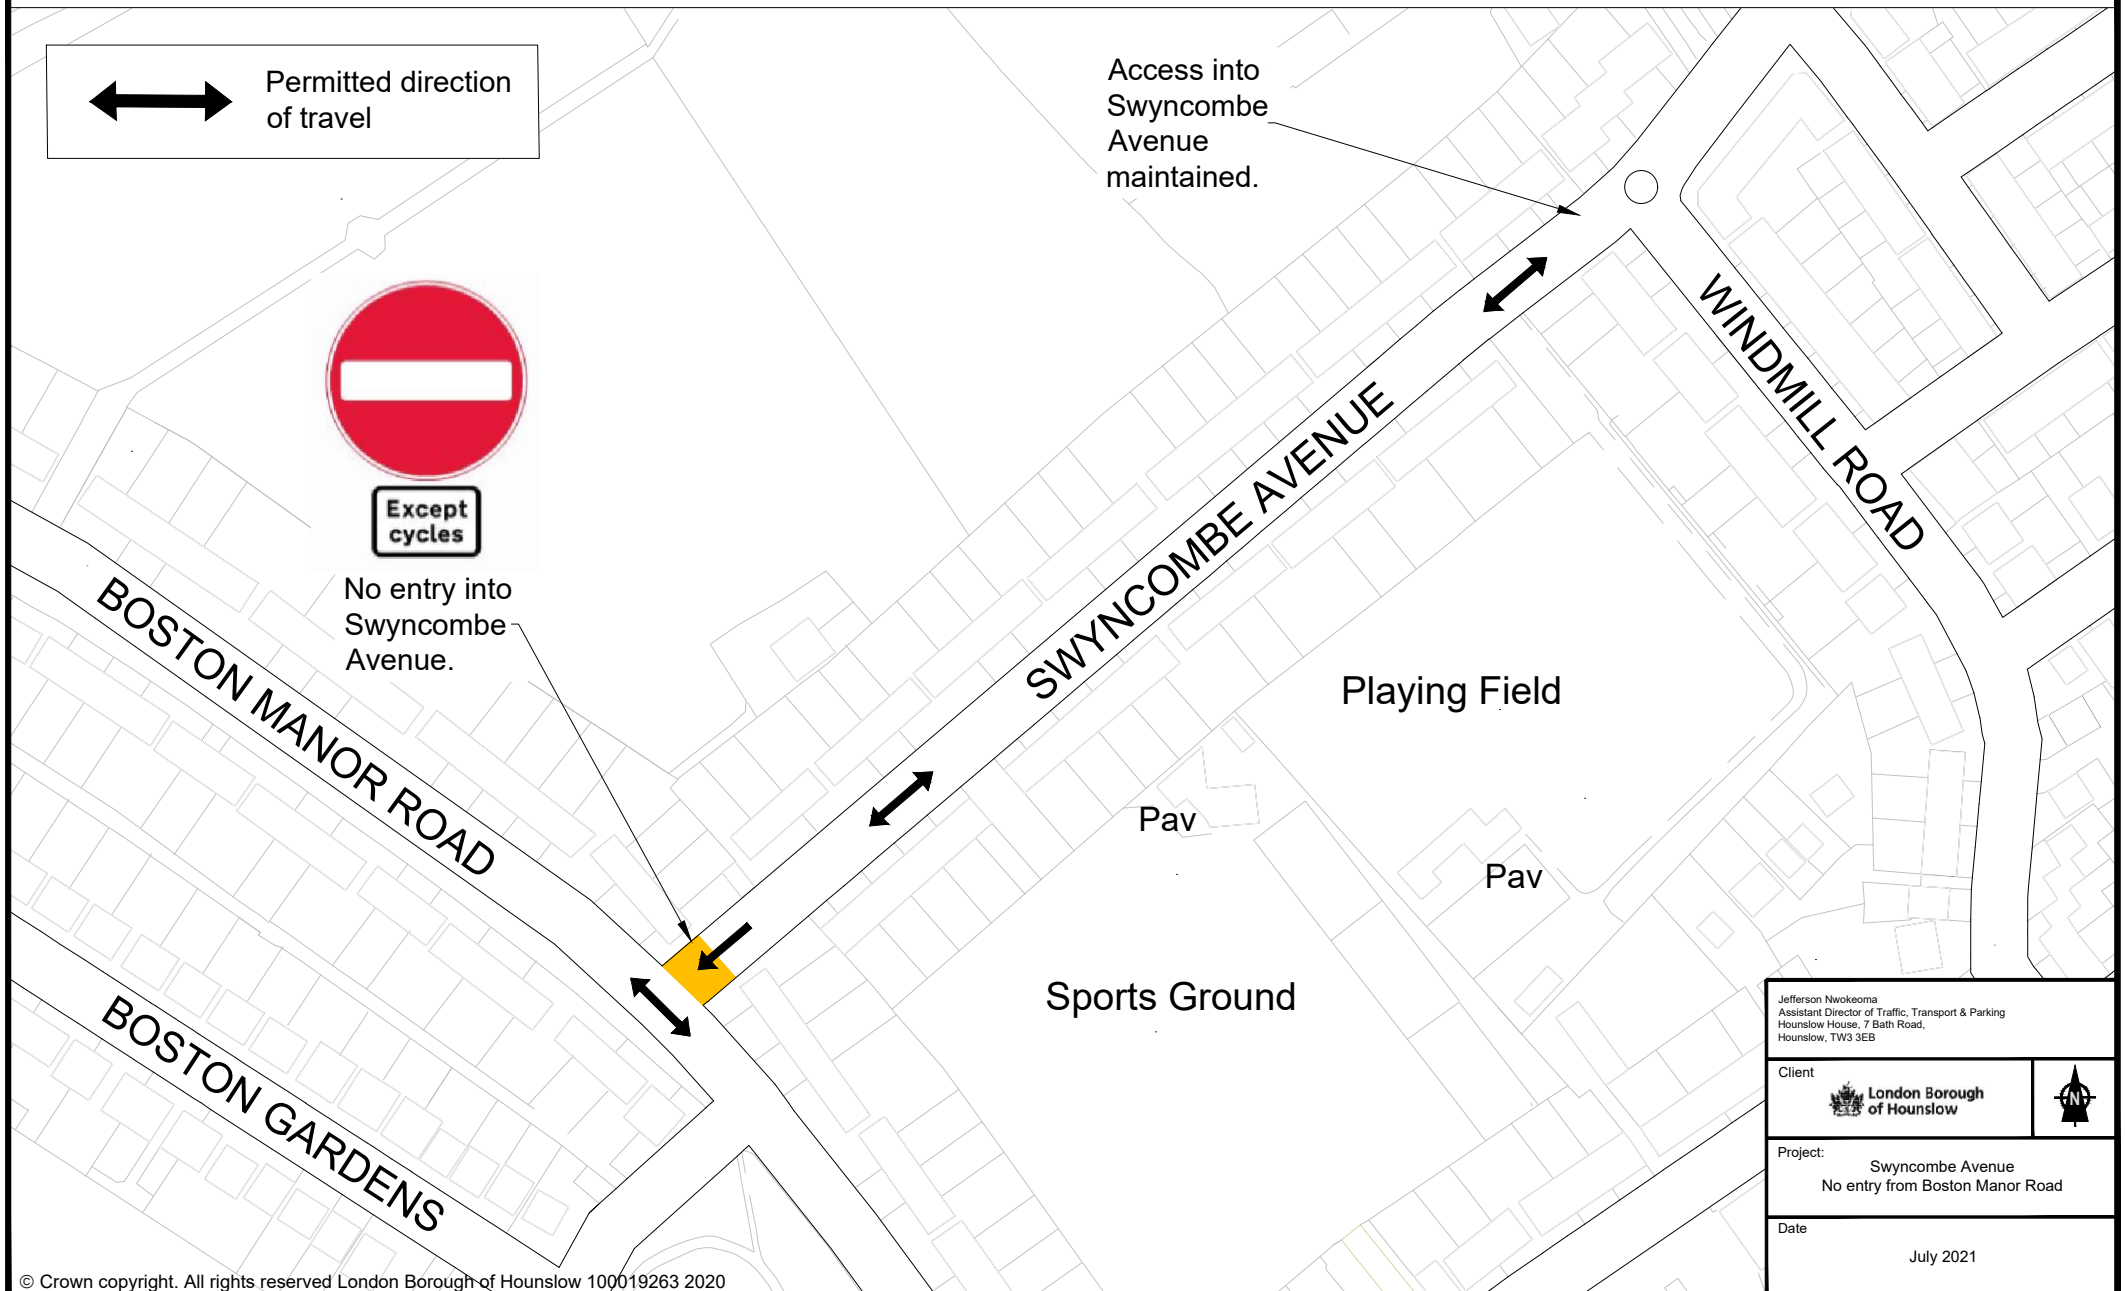 Permitted direction
of travel
Access into
Swyncombe
Avenue
maintained.
Except
cycles
No entry into
Swyncombe
Avenue.
WINDMILL ROAD
SWYNCOMBE AVENUE
BOSTON MANOR ROAD
BOSTON GARDENS
Playing Field
Pav
Pav
Sports Ground
Jefferson Nwokeoma
Assistant Director of Traffic, Transport & Parking
Hounslow House, 7 Bath Road,
Hounslow, TW3 3EB
Client
London Borough
of Hounslow
N
Project:
Swyncombe Avenue
No entry from Boston Manor Road
Date
July 2021
© Crown copyright. All rights reserved London Borough of Hounslow 100019263 2020